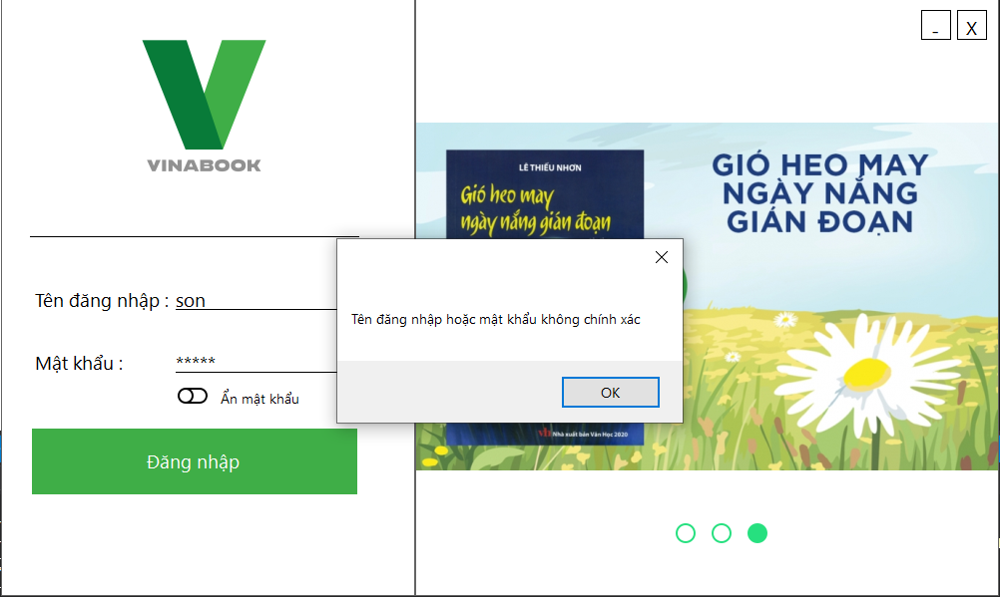 VINABOOK
Tên đăng nhập : son
Mật khẩu : *****
Ẩn mật khẩu
Đăng nhập
_ X
LÊ THIẾU NHƠN
Gió heo may
ngày nắng gián đoạn
GIÓ HEO MAY
NGÀY NẮNG
GIÁN ĐOẠN
Tên đăng nhập hoặc mật khẩu không chính xác
OK
Nhà xuất bản Văn Học 2020